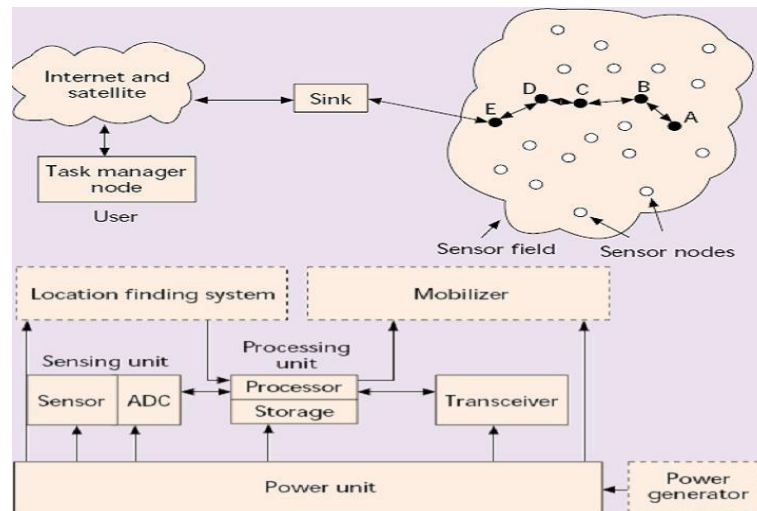 Internet and
satellite
Sink
Task manager
node
User
E
D
C
B
A
Sensor field
Sensor nodes
Location finding system
Mobilizer
Sensing unit
Processing
unit
Sensor
ADC
Processor
Storage
Transceiver
Power unit
Power
generator